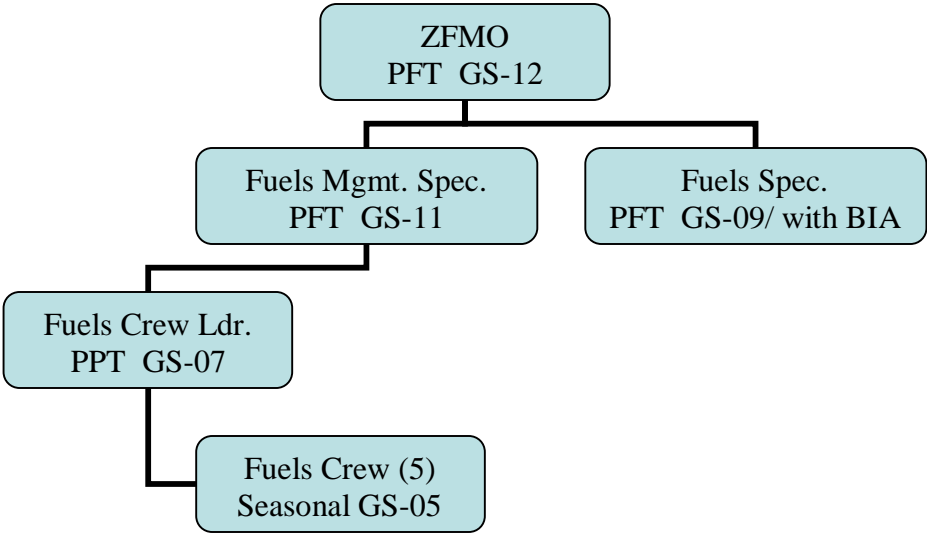 ZFMO
PFT GS-12
Fuels Mgmt. Spec.
PFT GS-11
Fuels Spec.
PFT GS-09/ with BIA
Fuels Crew Ldr.
PPT GS-07
Fuels Crew (5)
Seasonal GS-05